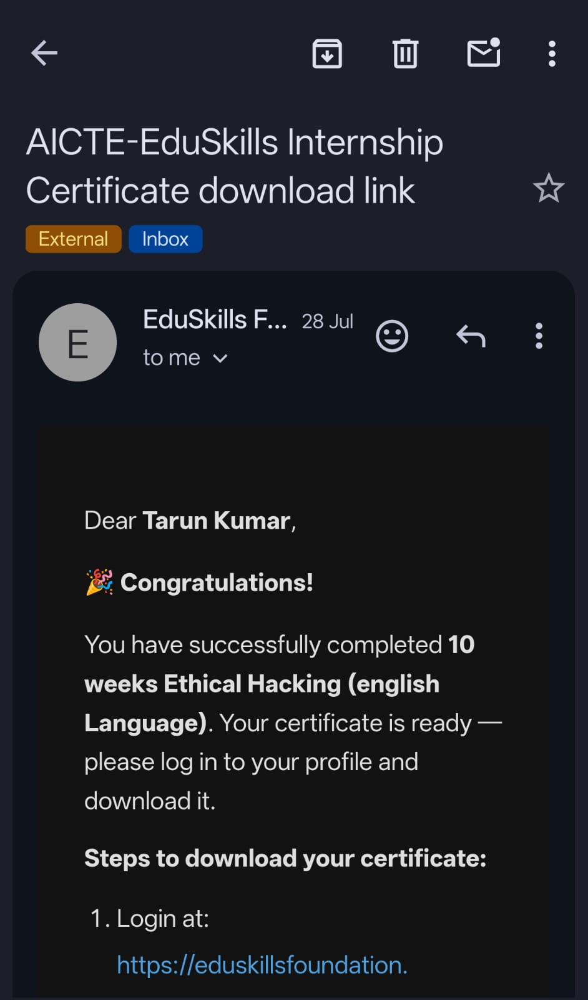 AICTE-EduSkills Internship
Certificate download link
External Inbox
E
EduSkills F... 28 Jul
to me
Dear Tarun Kumar,
🎉 Congratulations!
You have successfully completed 10
weeks Ethical Hacking (english
Language). Your certificate is ready —
please log in to your profile and
download it.
Steps to download your certificate:
1. Login at:
https://eduskillsfoundation.